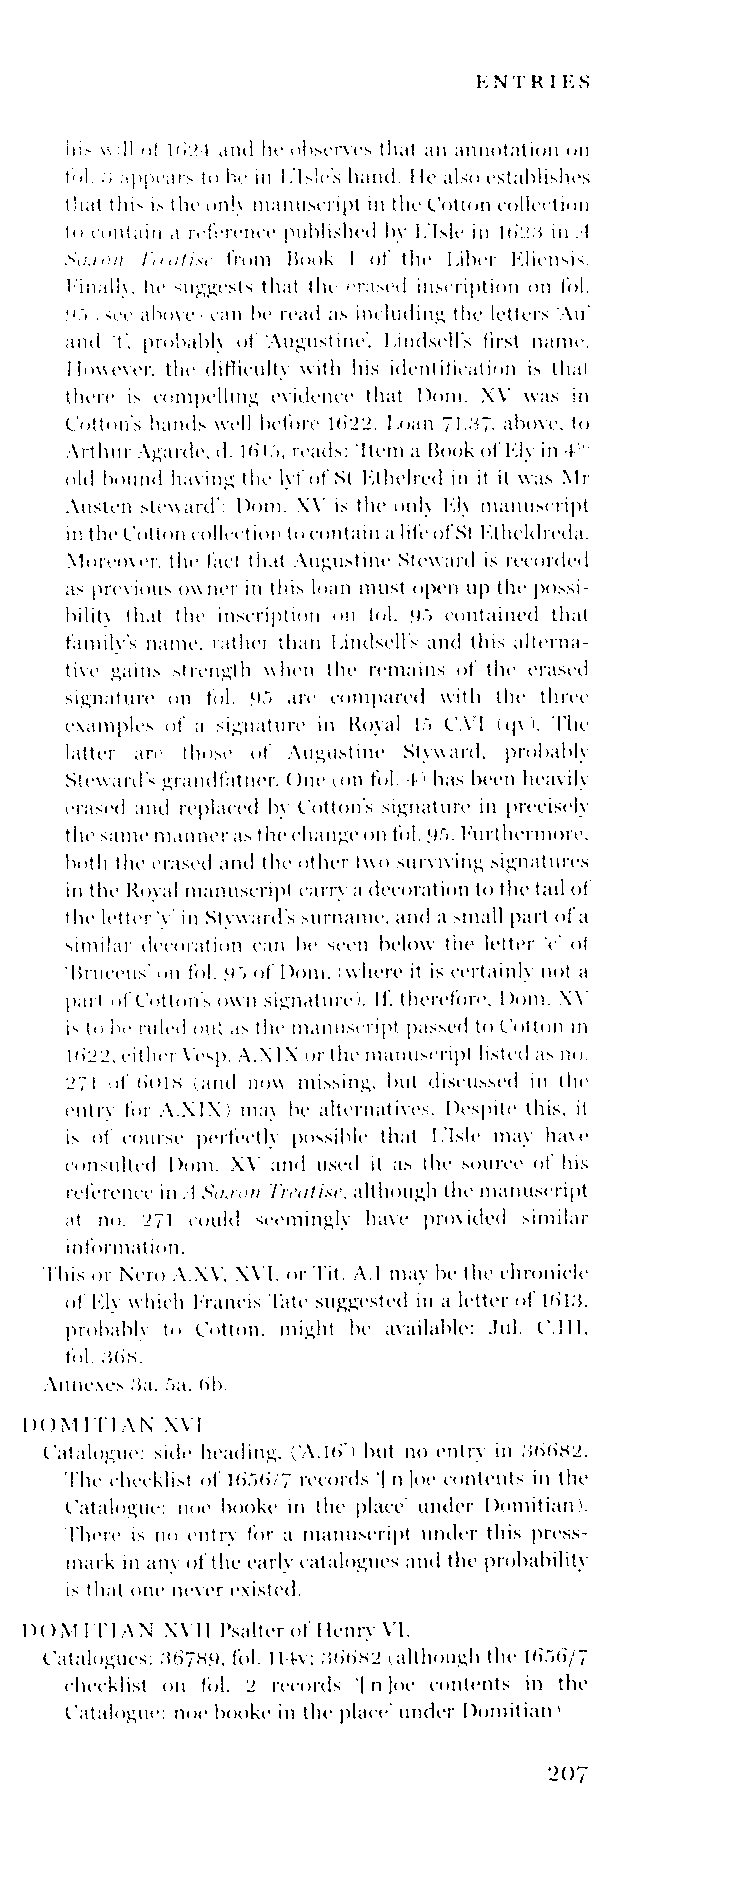 ENTRIES
his will of 1624 and he observes that an annotation on
fol. 3 appears to be in L'Isle's hand. He also establishes
that this is the only manuscript in the Cotton collection
to contain a reference published by L'Isle in 1623 in A
Saxon Treatise from Book I of the Liber Eliensis.
Finally, he suggests that the erased inscription on fol.
95 (see above) can be read as including the letters 'Au'
and 't', probably of 'Augustine', Lindsell's first name.
However, the difficulty with his identification is that
there is compelling evidence that Dom. XV was in
Cotton's hands well before 1622. Loan 71.37, above, to
Arthur Agarde, d. 1615, reads: 'Item a Book of Ely in 4to
old bound having the lyf of St Ethelred in it it was Mr
Austen steward': Dom. XV is the only Ely manuscript
in the Cotton collection to contain a life of St Etheldreda.
Moreover, the fact that Augustine Steward is recorded
as previous owner in this loan must open up the possi-
bility that the inscription on fol. 95 contained that
family's name, rather than Lindsell's and this alterna-
tive gains strength when the remains of the erased
signature on fol. 95 are compared with the three
examples of a signature in Royal 15 C.VI (qv). The
latter are those of Augustine Styward, probably
Steward's grandfather. One (on fol. 4) has been heavily
erased and replaced by Cotton's signature in precisely
the same manner as the change on fol. 95. Furthermore,
both the erased and the other two surviving signatures
in the Royal manuscript carry a decoration to the tail of
the letter 'y' in Styward's surname, and a small part of a
similar decoration can be seen below the letter 'c' of
'Bruceus' on fol. 95 of Dom. (where it is certainly not a
part of Cotton's own signature). If, therefore, Dom. XV
is to be ruled out as the manuscript passed to Cotton in
1622, either Vesp. A.XIX or the manuscript listed as no.
271 of 6018 (and now missing, but discussed in the
entry for A.XIX) may be alternatives. Despite this, it
is of course perfectly possible that L'Isle may have
consulted Dom. XV and used it as the source of his
reference in A Saxon Treatise, although the manuscript
at no. 271 could seemingly have provided similar
information.
This or Nero A.XV, XVI, or Tit. A.I may be the chronicle
of Ely which Francis Tate suggested in a letter of 1613,
probably to Cotton, might be available: Jul. C.III,
fol. 368.
Annexes 3a, 5a, 6b.
DOMITIAN XVI
Catalogue: side heading, ('A.16') but no entry in 36682.
The checklist of 1656/7 records '[n]oe contents in the
Catalogue: noe booke in the place' under Domitian).
There is no entry for a manuscript under this press-
mark in any of the early catalogues and the probability
is that one never existed.
DOMITIAN XVII Psalter of Henry VI.
Catalogues: 36789, fol. 114v; 36682 (although the 1656/7
checklist on fol. 2 records '[n]oe contents in the
Catalogue: noe booke in the place' under Domitian)
207